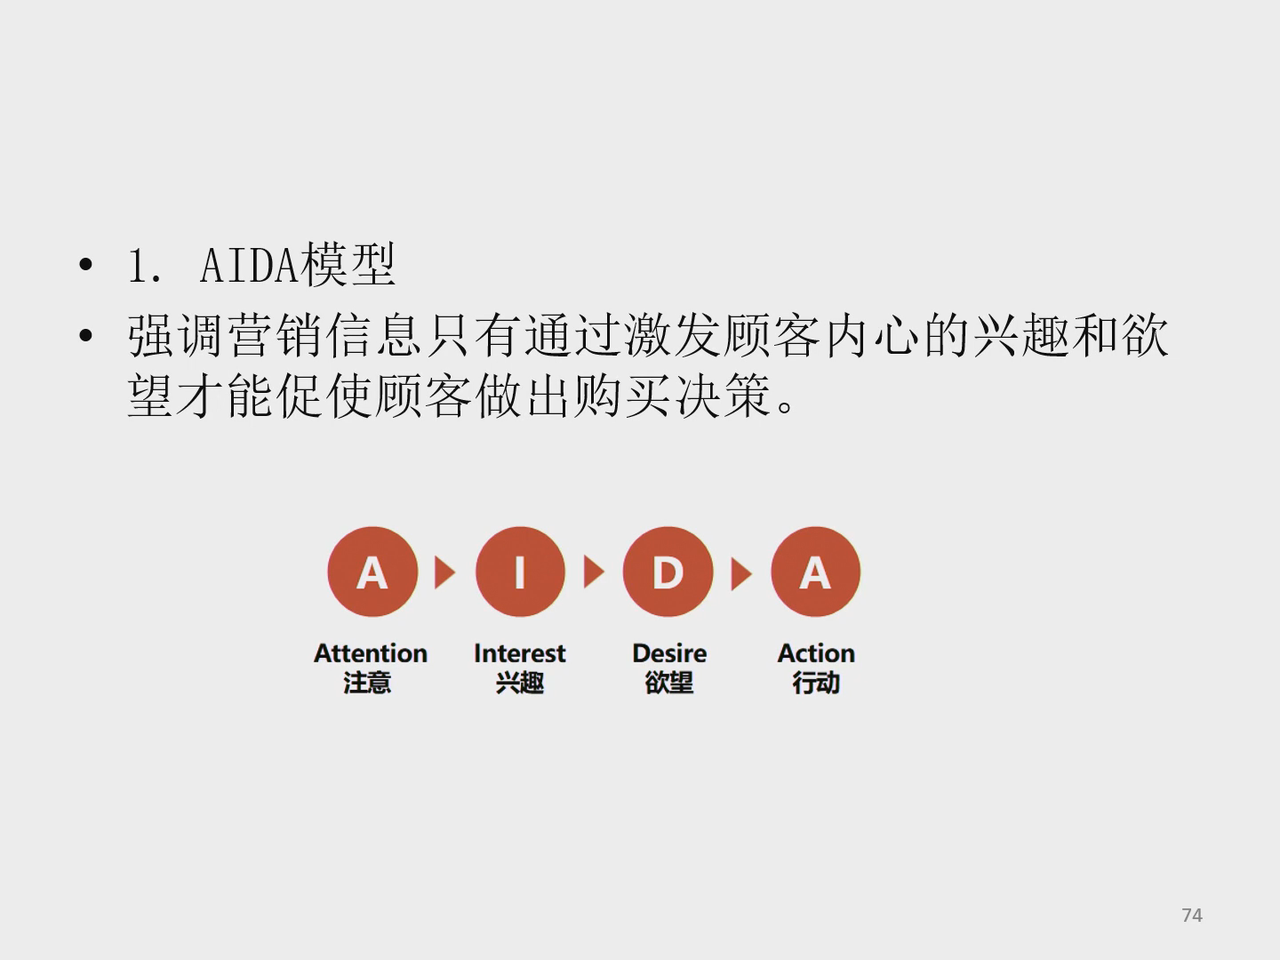 • 1. AIDA模型
• 强调营销信息只有通过激发顾客内心的兴趣和欲
望才能促使顾客做出购买决策。
A I D A
Attention Interest Desire Action
注意 兴趣 欲望 行动
74